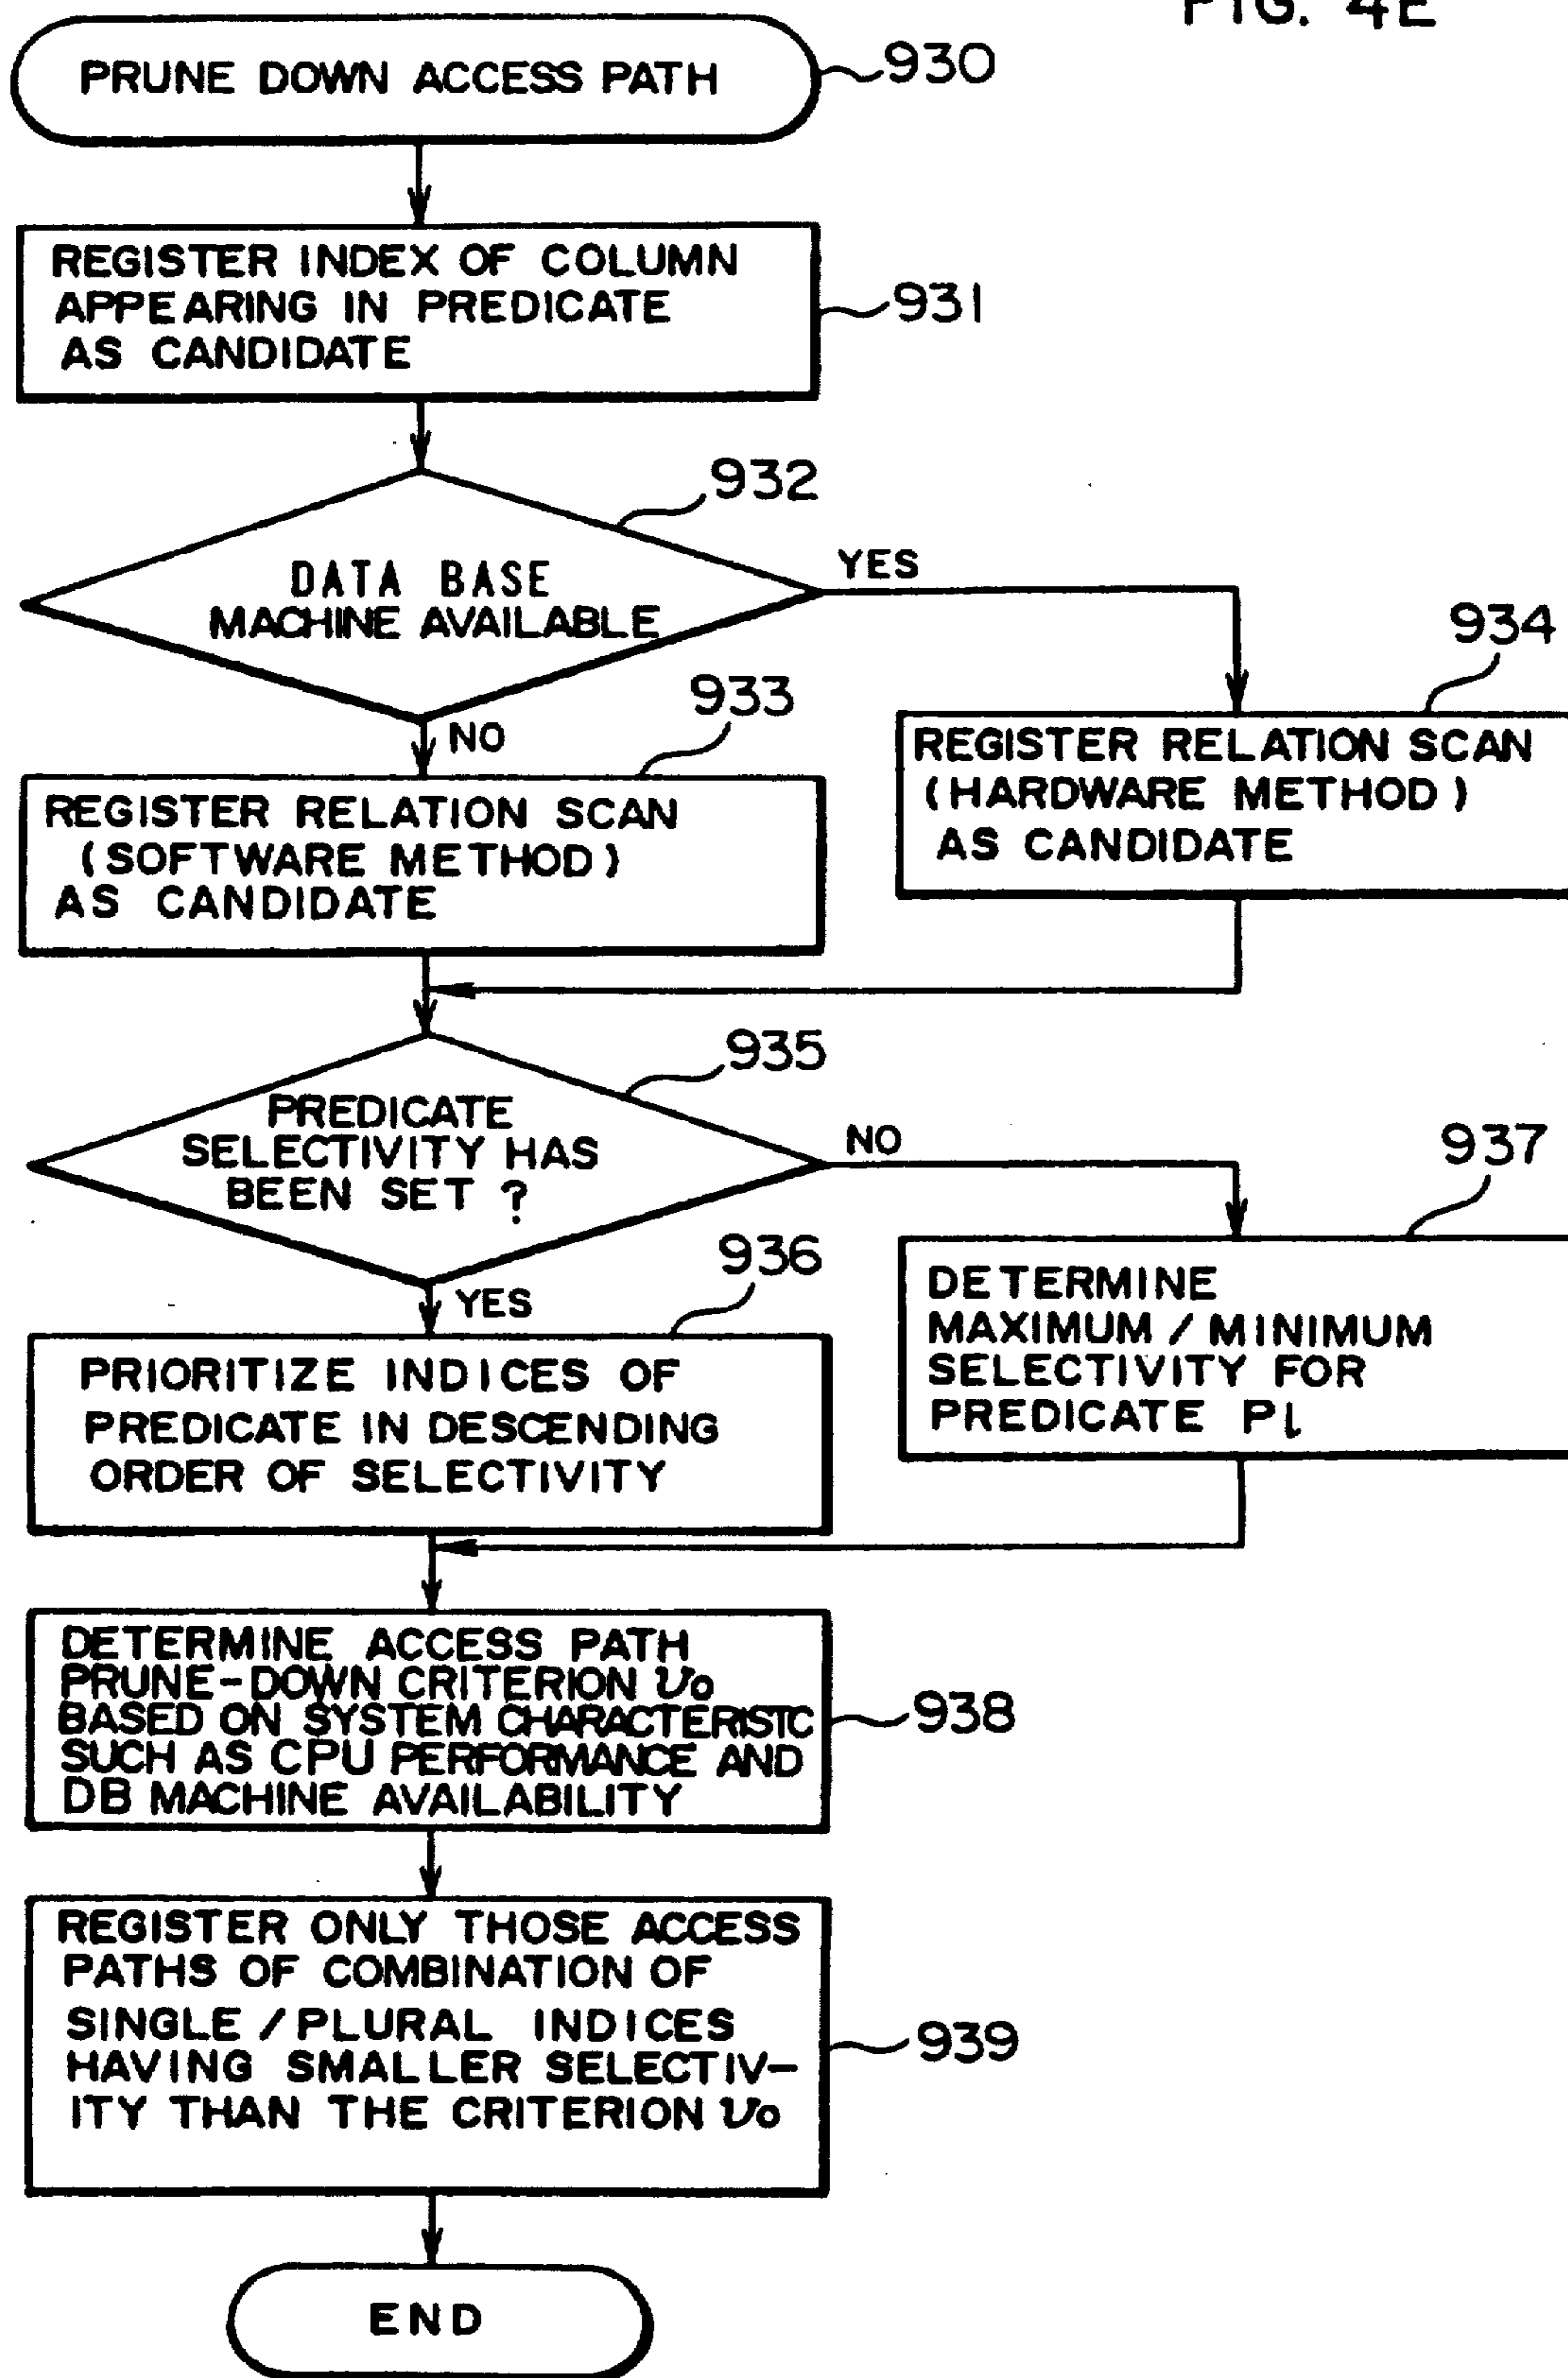 FIG. 4E
PRUNE DOWN ACCESS PATH
930
REGISTER INDEX OF COLUMN
APPEARING IN PREDICATE
AS CANDIDATE
931
932
DATA BASE
MACHINE AVAILABLE
YES
NO
933
REGISTER RELATION SCAN
(SOFTWARE METHOD)
AS CANDIDATE
934
REGISTER RELATION SCAN
(HARDWARE METHOD)
AS CANDIDATE
935
PREDICATE
SELECTIVITY HAS
BEEN SET ?
NO
YES
936
PRIORITIZE INDICES OF
PREDICATE IN DESCENDING
ORDER OF SELECTIVITY
937
DETERMINE
MAXIMUM / MINIMUM
SELECTIVITY FOR
PREDICATE Pl
DETERMINE ACCESS PATH
PRUNE-DOWN CRITERION υo
BASED ON SYSTEM CHARACTERISTC
SUCH AS CPU PERFORMANCE AND
DB MACHINE AVAILABILITY
938
REGISTER ONLY THOSE ACCESS
PATHS OF COMBINATION OF
SINGLE / PLURAL INDICES
HAVING SMALLER SELECTIV-
ITY THAN THE CRITERION υo
939
END